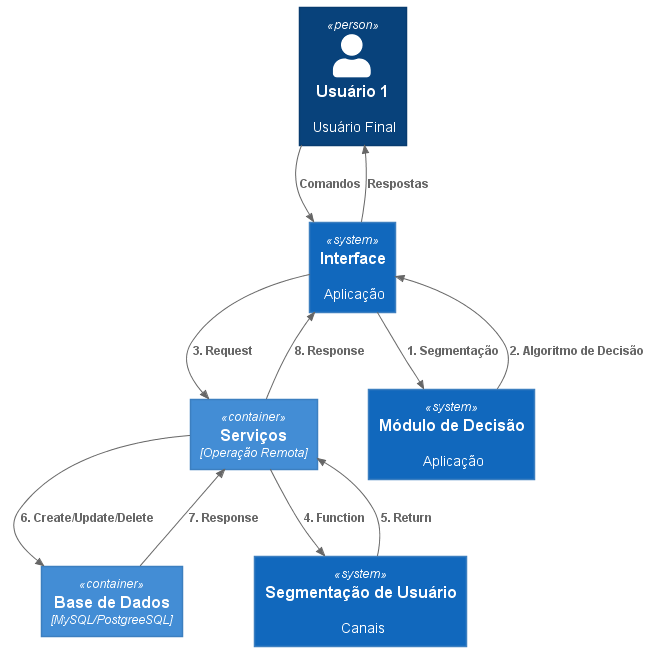 «person»
Usuário 1
Usuário Final
Comandos
Respostas
«system»
Interface
Aplicação
3. Request
8. Response
1. Segmentação
2. Algoritmo de Decisão
«container»
Serviços
[Operação Remota]
«system»
Módulo de Decisão
Aplicação
6. Create/Update/Delete
7. Response
4. Function
5. Return
«container»
Base de Dados
[MySQL/PostgreeSQL]
«system»
Segmentação de Usuário
Canais